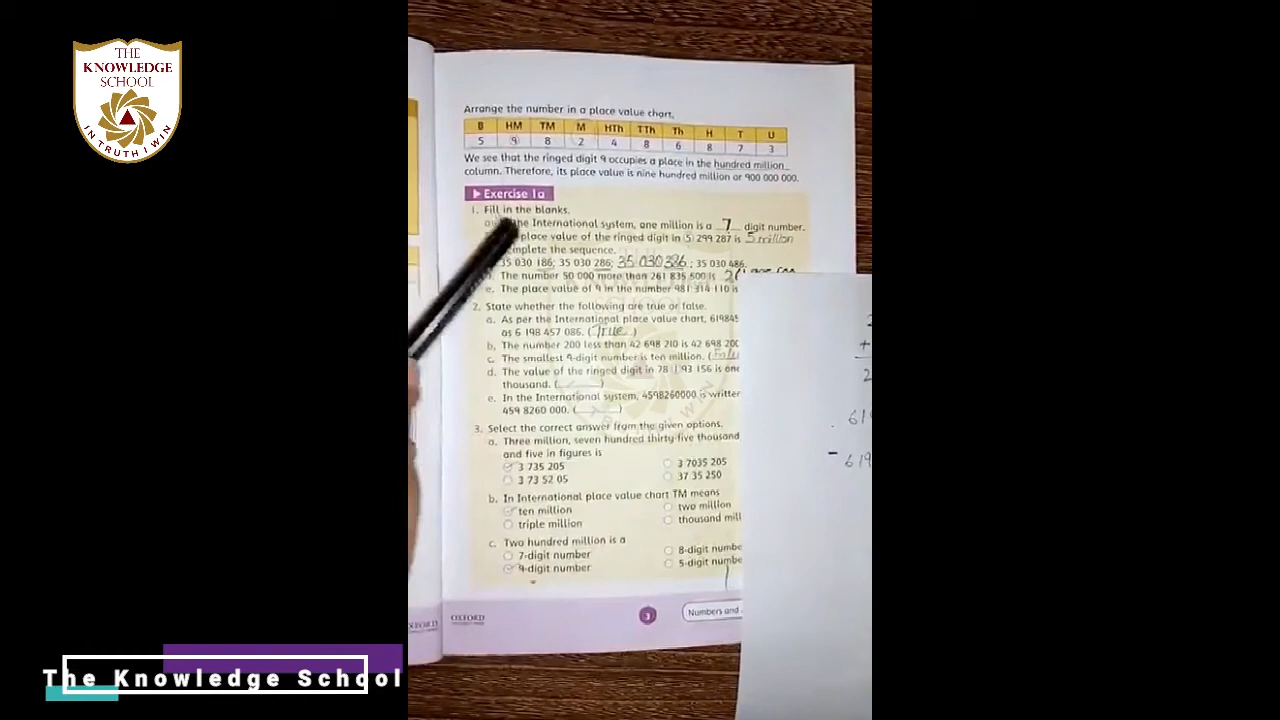 THE
KNOWLEDGE
SCHOOL
IN TRUTH I WIN
Arrange the number in a place value chart.
B HM TM M HTh TTh Th H T U
5 9 8 2 4 8 6 8 7 3
We see that the ringed digit 9 occupies a place in the hundred million
column. Therefore, its place value is nine hundred million or 900 000 000.
Exercise 1a
1. Fill in the blanks.
the International system, one million is a 7 digit number.
place value of the ringed digit in 5 299 287 is 5 million
complete the sequence.
35 030 186; 35 030 286; 35 030 386; 35 030 486.
The number 50 000 more than 261 835 500 is
e. The place value of 9 in the number 981 314 110 is
2. State whether the following are true or false.
a. As per the International place value chart, 619845
as 6 198 457 086. (True)
b. The number 200 less than 42 698 210 is 42 698 200
c. The smallest 9-digit number is ten million. (
d. The value of the ringed digit in 78 193 156 is one
thousand. (
e. In the International system, 4598260000 is written
459 8260 000. (
3. Select the correct answer from the given options.
a. Three million, seven hundred thirty-five thousand
and five in figures is
3 735 205 3 7035 205
3 73 52 05 37 35 250
b. In International place value chart TM means
ten million two million
triple million thousand mill
c. Two hundred million is a
7-digit number 8-digit numbe
9-digit number 5-digit numbe
OXFORD
3
Numbers and
The Knowledge School